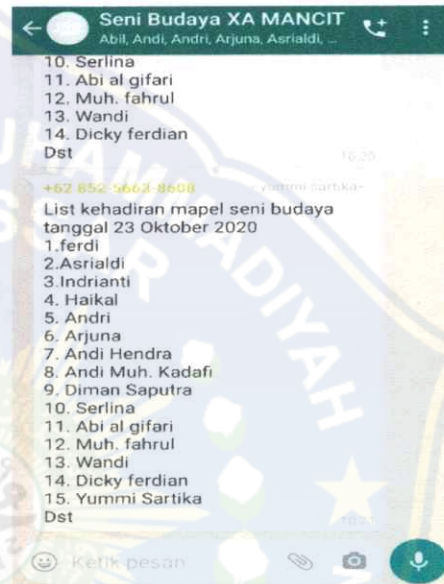 Seni Budaya XA MANCIT
Abil, Andi, Andri, Arjuna, Asrialdi, ...
10. Serlina
11. Abi al gifari
12. Muh. fahrul
13. Wandi
14. Dicky ferdian
Dst
16.20
+62 852-5663-8608 ~yummi sartika~
List kehadiran mapel seni budaya
tanggal 23 Oktober 2020
1.ferdi
2.Asrialdi
3.Indrianti
4. Haikal
5. Andri
6. Arjuna
7. Andi Hendra
8. Andi Muh. Kadafi
9. Diman Saputra
10. Serlina
11. Abi al gifari
12. Muh. fahrul
13. Wandi
14. Dicky ferdian
15. Yummi Sartika
Dst
Ketik pesan